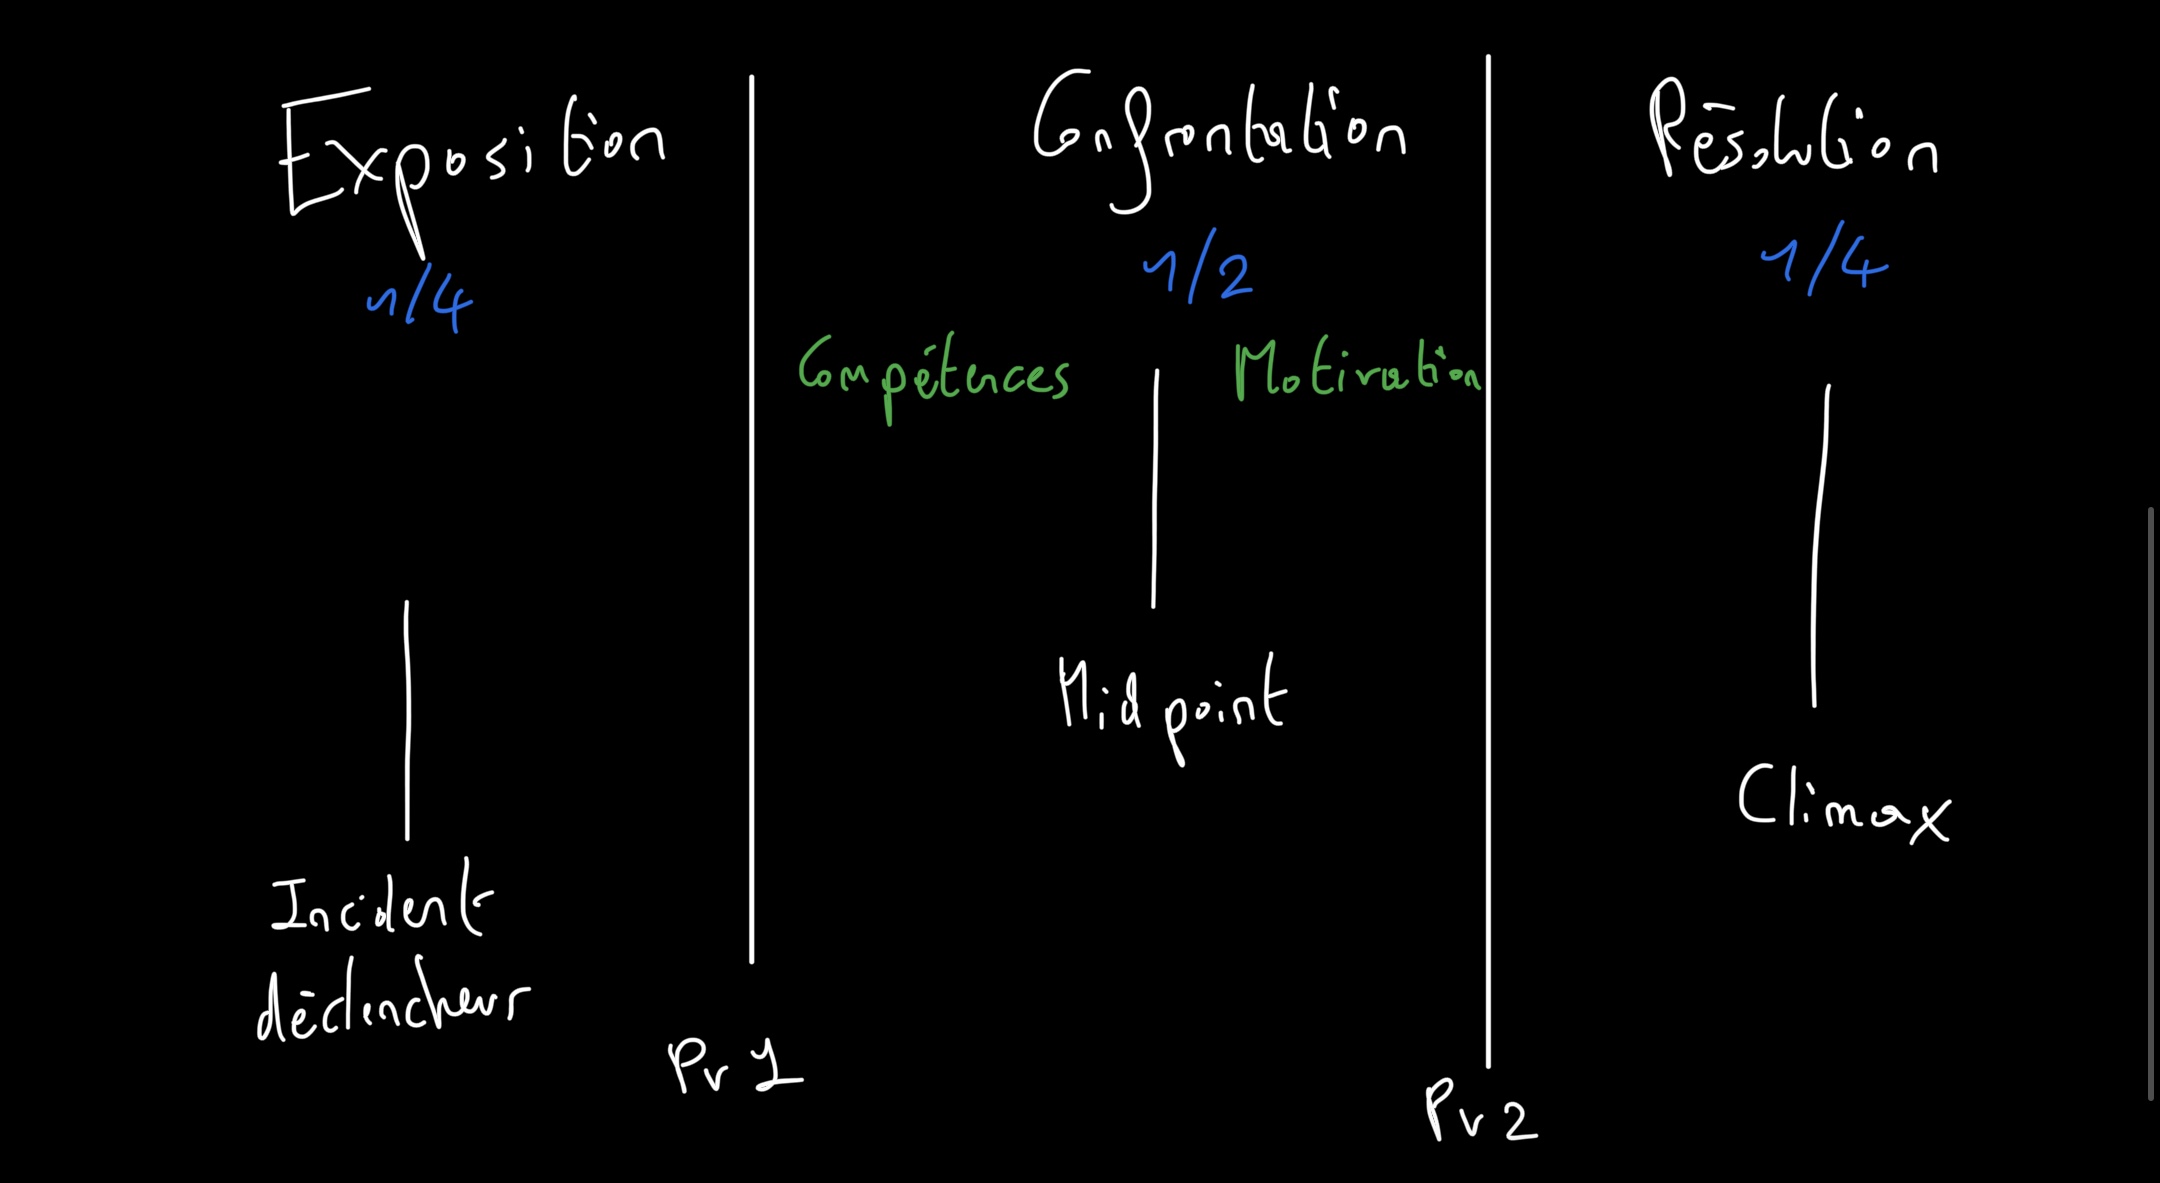 Exposition
1/4
Incident
déclencheur
Pv 1
Confrontation
1/2
Compétences
Motivation
Midpoint
Pv 2
Résolution
1/4
Climax